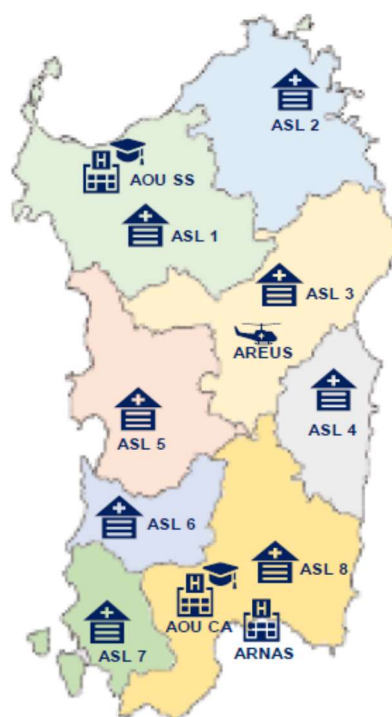 ASL 2
H
AOU SS
ASL 1
ASL 3
AREUS
ASL 4
ASL 5
ASL 6
ASL 8
H
AOU CA
H
ARNAS
ASL 7